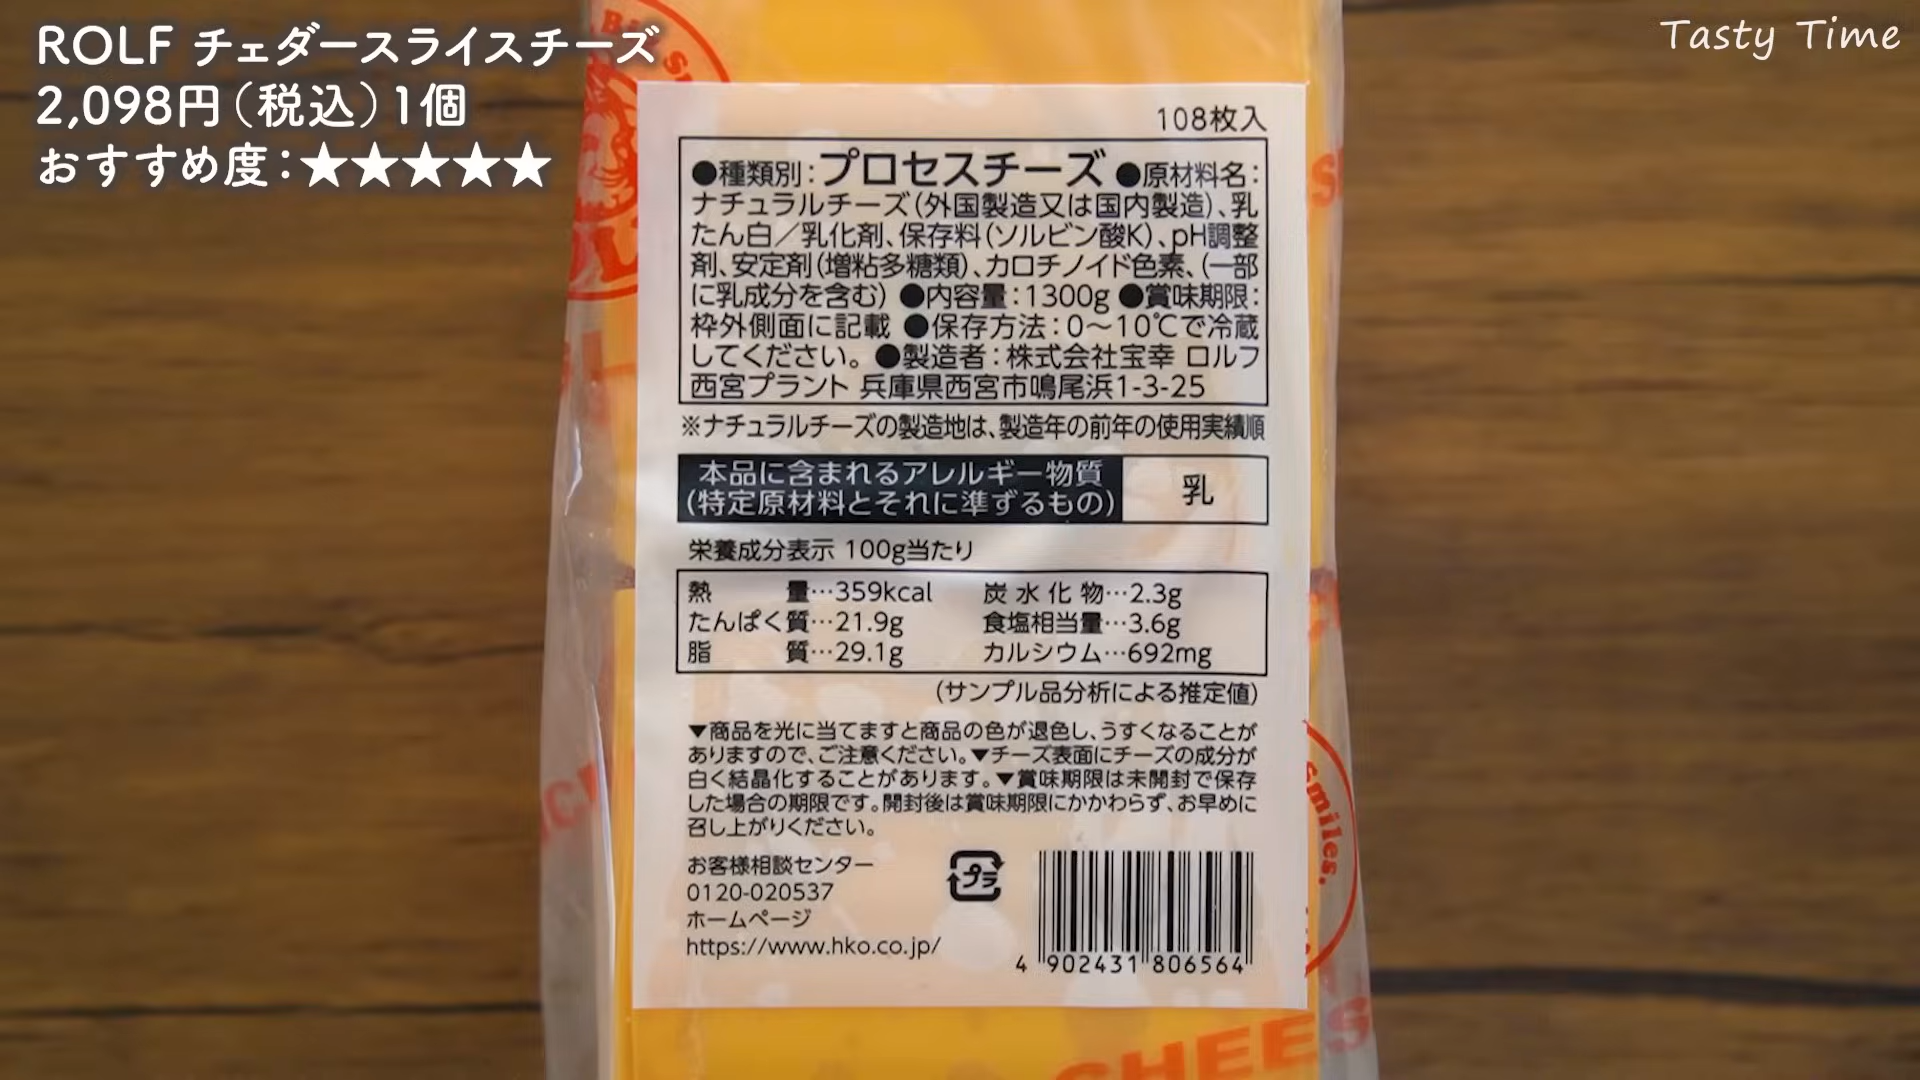 ROLF チェダースライスチーズ
2,098円（税込）1個
おすすめ度：★★★★★
Tasty Time
108枚入
●種類別：プロセスチーズ ●原材料名：
ナチュラルチーズ（外国製造又は国内製造）、乳
たん白／乳化剤、保存料（ソルビン酸K）、pH調整
剤、安定剤（増粘多糖類）、カロチノイド色素、（一部
に乳成分を含む） ●内容量：1300g ●賞味期限：
枠外側面に記載 ●保存方法：0～10℃で冷蔵
してください。 ●製造者：株式会社宝幸 ロルフ
西宮プラント 兵庫県西宮市鳴尾浜1-3-25
※ナチュラルチーズの製造地は、製造年の前年の使用実績順
本品に含まれるアレルギー物質
（特定原材料とそれに準ずるもの）
乳
栄養成分表示 100g当たり
熱量…359kcal 炭水化物…2.3g
たんぱく質…21.9g 食塩相当量…3.6g
脂質…29.1g カルシウム…692mg
（サンプル品分析による推定値）
▼商品を光に当てますと商品の色が退色し、うすくなることが
ありますので、ご注意ください。▼チーズ表面にチーズの成分が
白く結晶化することがあります。▼賞味期限は未開封で保存
した場合の期限です。開封後は賞味期限にかかわらず、お早めに
召し上がりください。
お客様相談センター
0120-020537
ホームページ
https://www.hko.co.jp/
プラ
4 902431 806564
Smiles.
CHEES